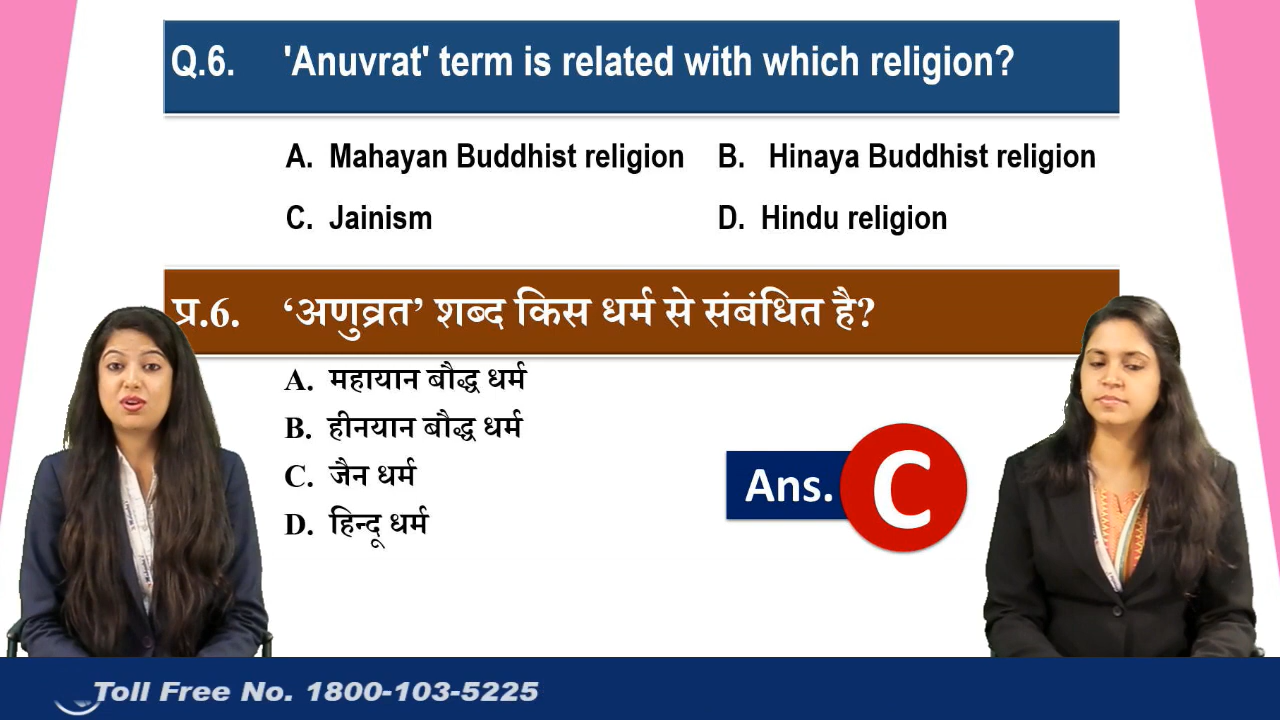 Q.6. 'Anuvrat' term is related with which religion?
A. Mahayan Buddhist religion B. Hinaya Buddhist religion
C. Jainism D. Hindu religion
प्र.6. ‘अणुव्रत’ शब्द किस धर्म से संबंधित है?
A. महायान बौद्ध धर्म
B. हीनयान बौद्ध धर्म
C. जैन धर्म
D. हिन्दू धर्म
Ans. C
Toll Free No. 1800-103-5225